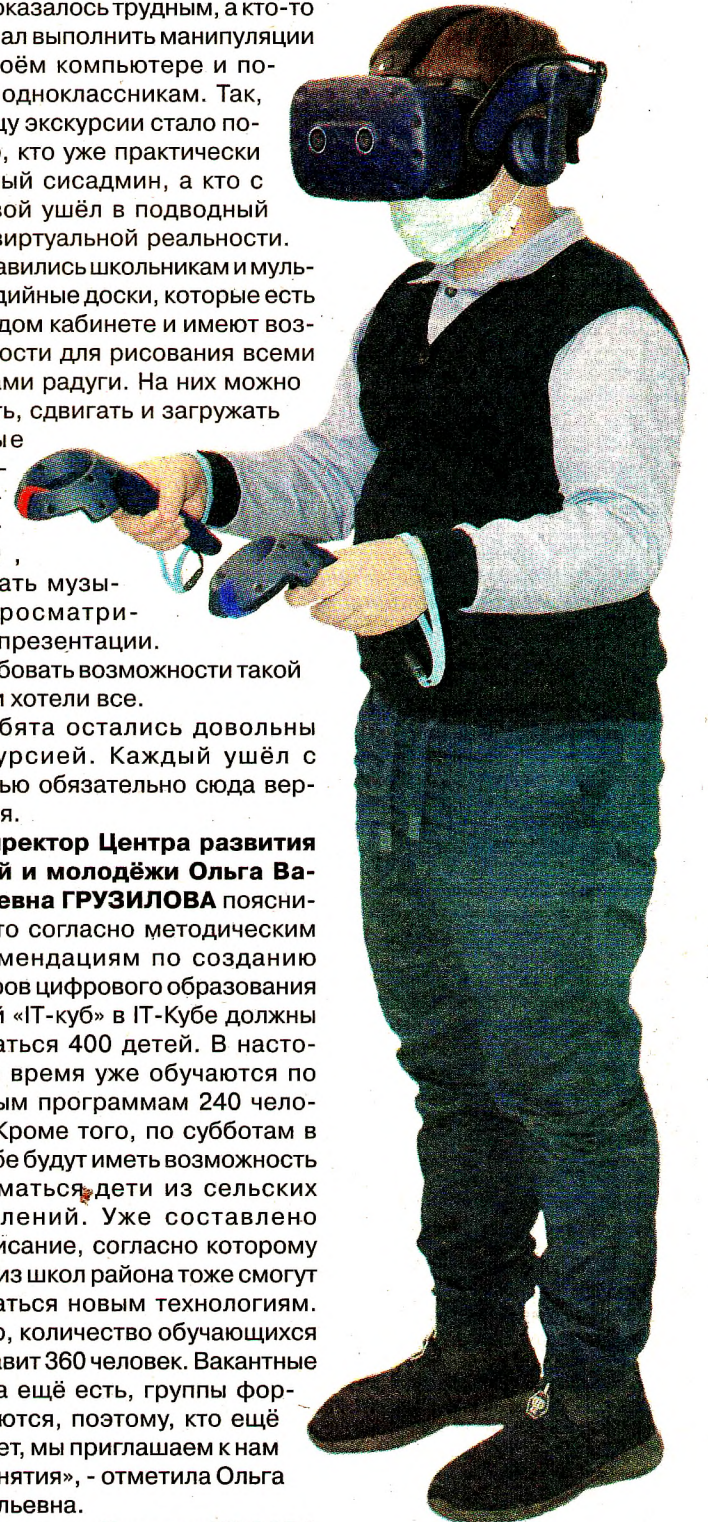 оказалось трудным, а кто-то
ал выполнить манипуляции
оём компьютере и по-
одноклассникам. Так,
цу экскурсии стало по-
, кто уже практически
ый сисадмин, а кто с
вой ушёл в подводный
виртуальной реальности.
авились школьникам и муль-
дийные доски, которые есть
дом кабинете и имеют воз-
ости для рисования всеми
ами радуги. На них можно
ть, сдвигать и загружать
ые
,
ать музы-
росматри-
презентации.
бовать возможности такой
и хотели все.
бята остались довольны
урсией. Каждый ушёл с
ью обязательно сюда вер-
я.
иректор Центра развития
й и молодёжи Ольга Ва-
евна ГРУЗИЛОВА поясни-
то согласно методическим
мендациям по созданию
ров цифрового образования
й «IT-куб» в IT-Кубе должны
аться 400 детей. В насто-
время уже обучаются по
ым программам 240 чело-
Кроме того, по субботам в
бе будут иметь возможность
маться дети из сельских
лений. Уже составлено
исание, согласно которому
из школ района тоже смогут
аться новым технологиям.
о, количество обучающихся
авит 360 человек. Вакантные
а ещё есть, группы фор-
ются, поэтому, кто ещё
ет, мы приглашаем к нам
нятия», - отметила Ольга
льевна.